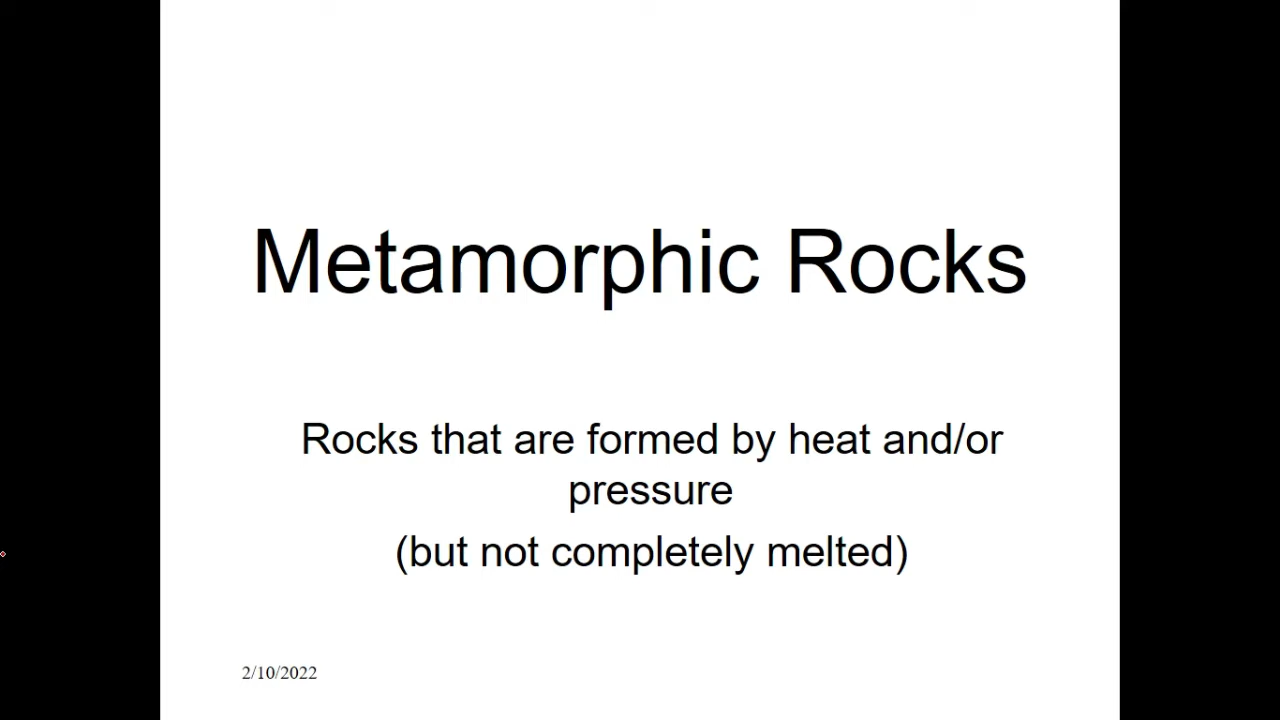 Metamorphic Rocks
Rocks that are formed by heat and/or
pressure
(but not completely melted)
2/10/2022